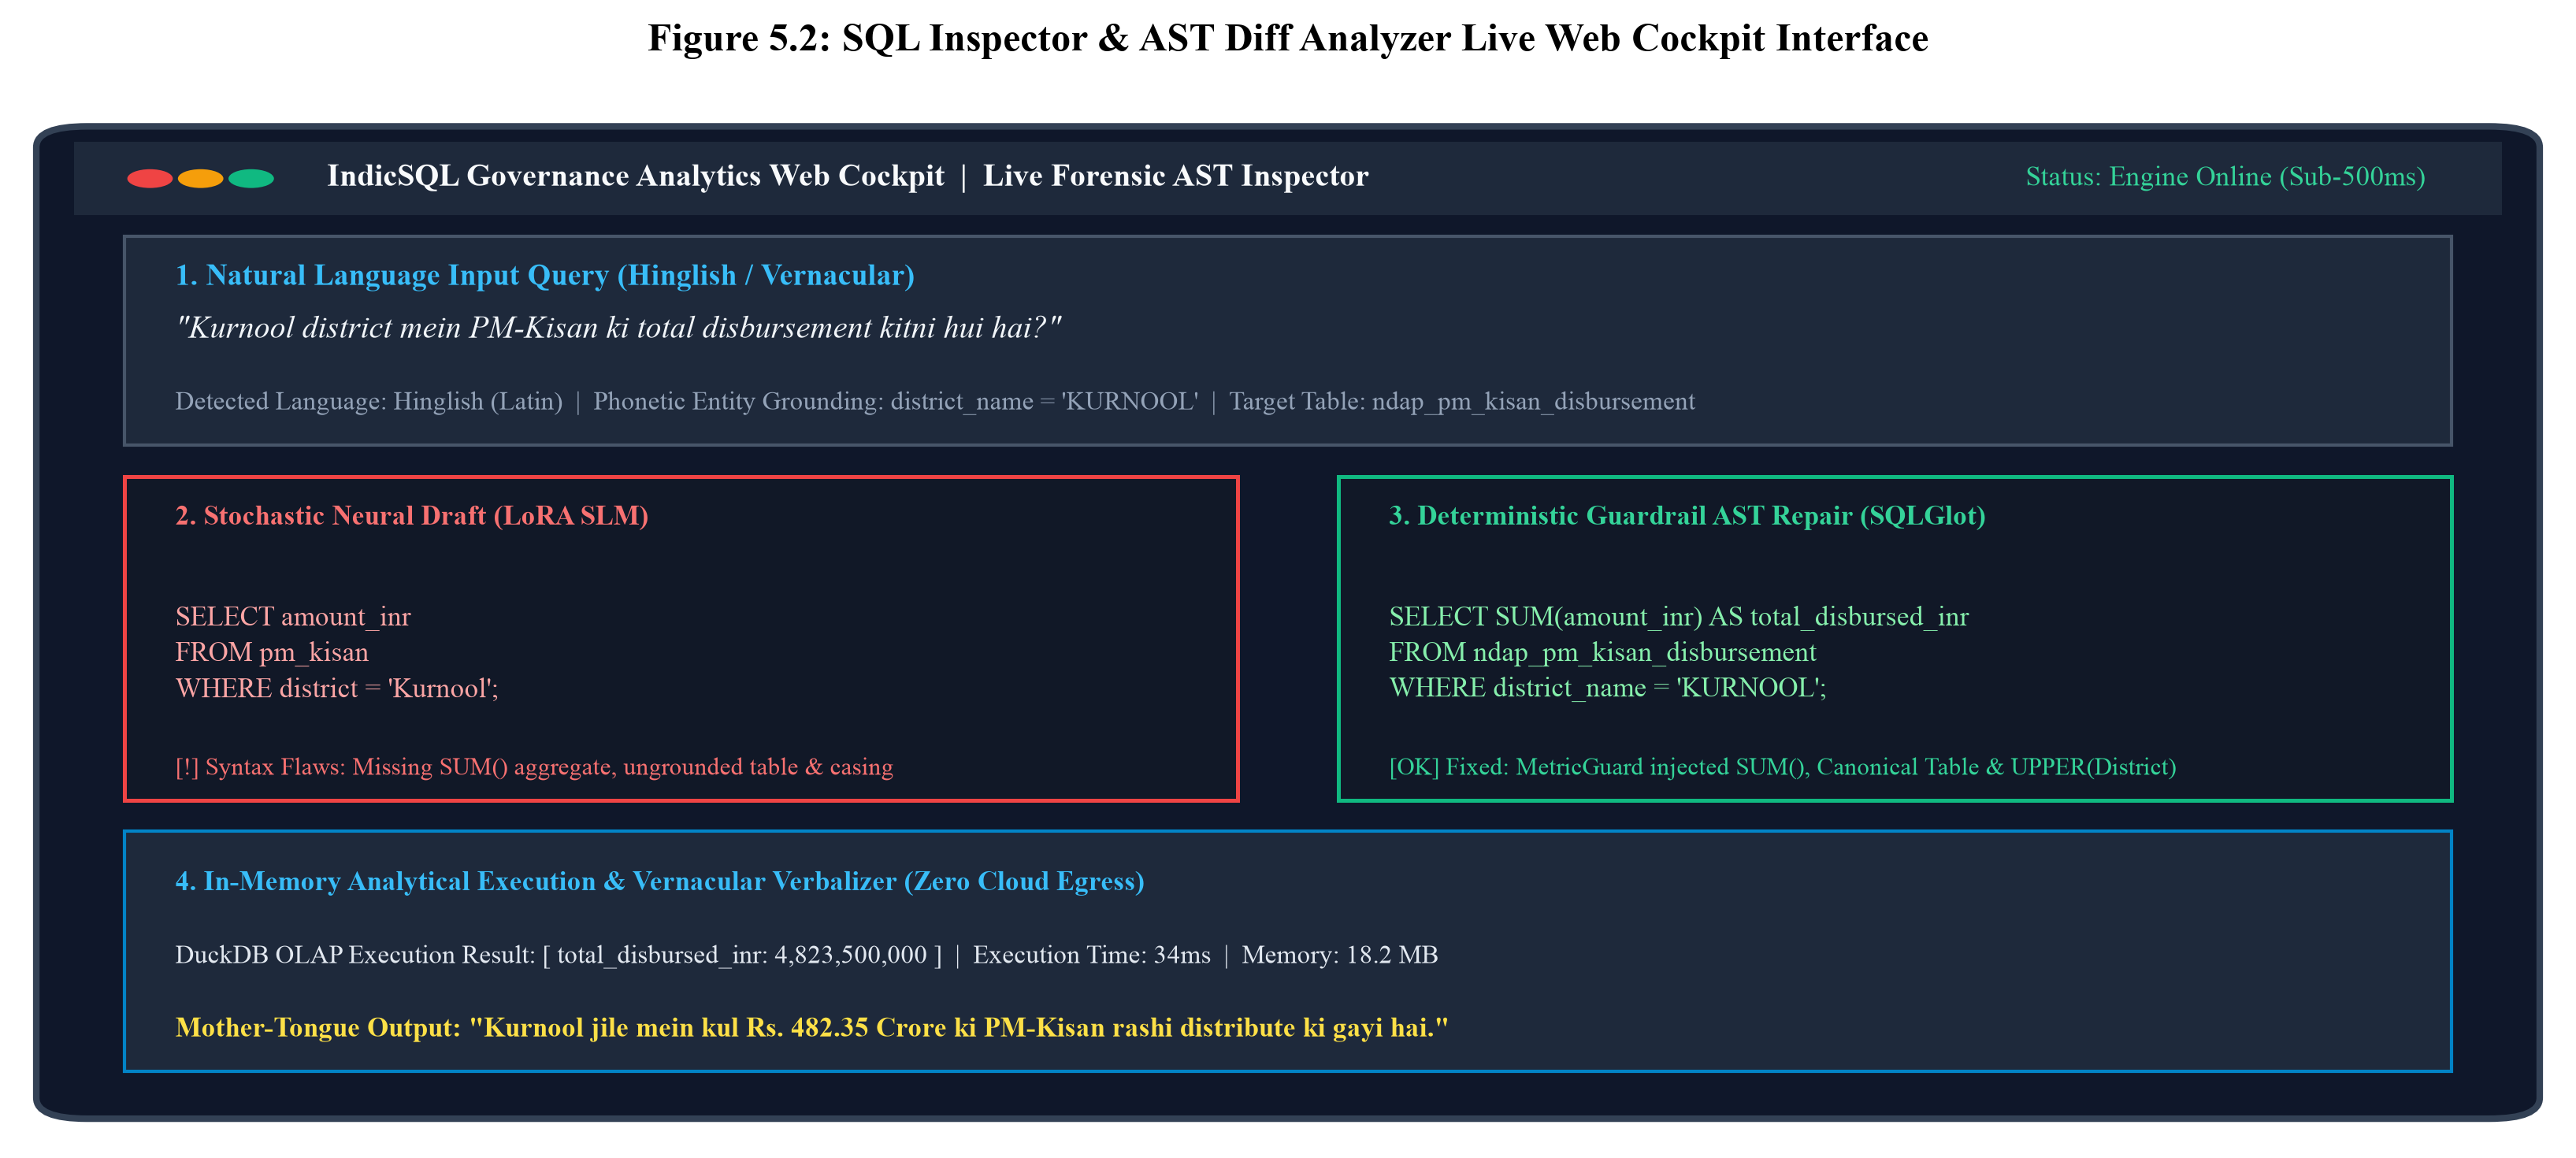 Figure 5.2: SQL Inspector & AST Diff Analyzer Live Web Cockpit Interface
IndicSQL Governance Analytics Web Cockpit | Live Forensic AST Inspector
Status: Engine Online (Sub-500ms)
1. Natural Language Input Query (Hinglish / Vernacular)
"Kurnool district mein PM-Kisan ki total disbursement kitni hui hai?"
Detected Language: Hinglish (Latin) | Phonetic Entity Grounding: district_name = 'KURNOOL' | Target Table: ndap_pm_kisan_disbursement
2. Stochastic Neural Draft (LoRA SLM)
SELECT amount_inr
FROM pm_kisan
WHERE district = 'Kurnool';
[!] Syntax Flaws: Missing SUM() aggregate, ungrounded table & casing
3. Deterministic Guardrail AST Repair (SQLGlot)
SELECT SUM(amount_inr) AS total_disbursed_inr
FROM ndap_pm_kisan_disbursement
WHERE district_name = 'KURNOOL';
[OK] Fixed: MetricGuard injected SUM(), Canonical Table & UPPER(District)
4. In-Memory Analytical Execution & Vernacular Verbalizer (Zero Cloud Egress)
DuckDB OLAP Execution Result: [ total_disbursed_inr: 4,823,500,000 ] | Execution Time: 34ms | Memory: 18.2 MB
Mother-Tongue Output: "Kurnool jile mein kul Rs. 482.35 Crore ki PM-Kisan rashi distribute ki gayi hai."